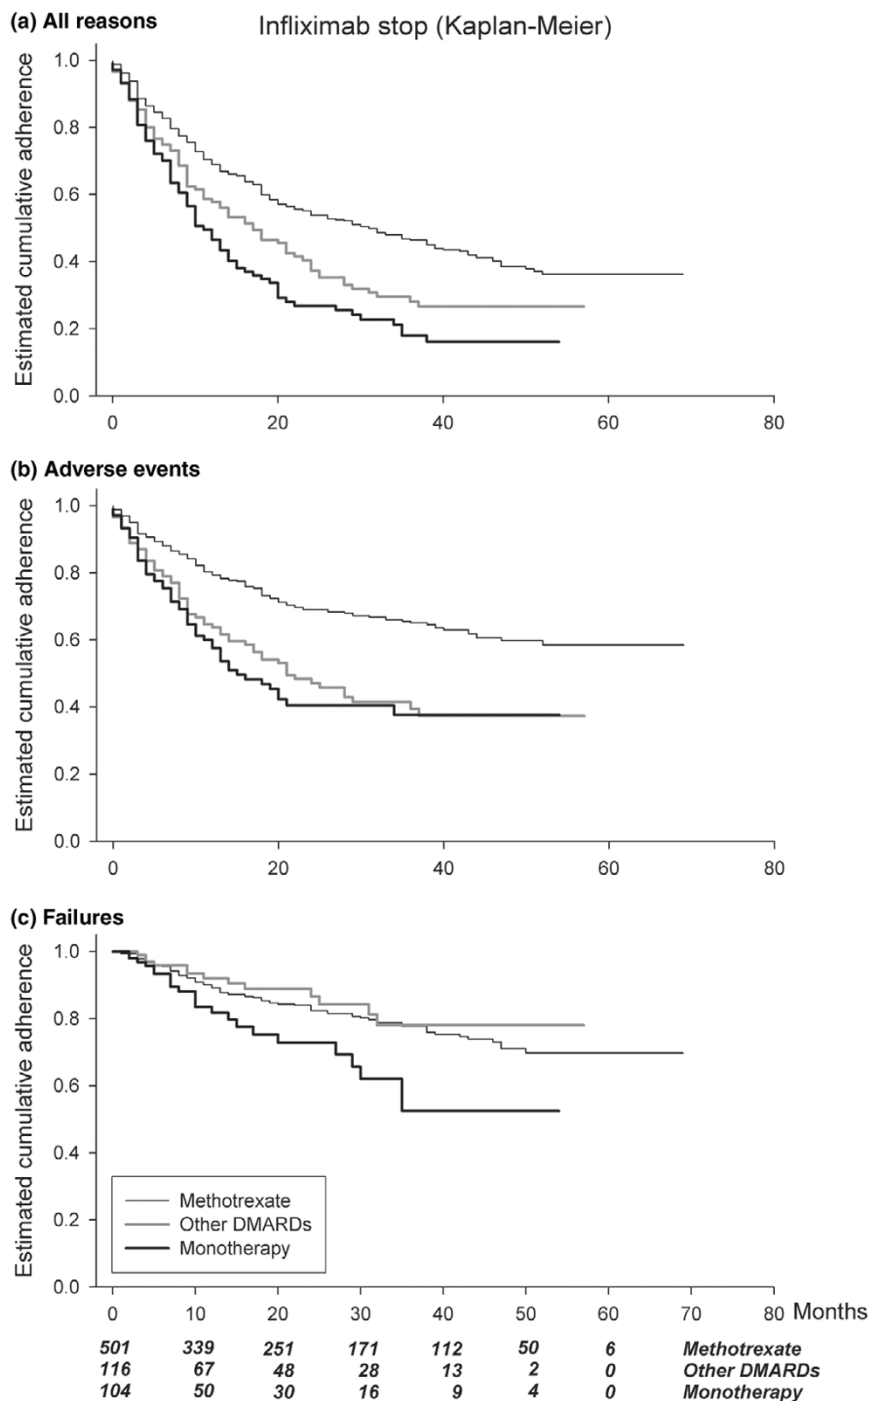 (a) All reasons
Infliximab stop (Kaplan-Meier)
Estimated cumulative adherence
1.0
0.8
0.6
0.4
0.2
0.0
0 20 40 60 80
(b) Adverse events
Estimated cumulative adherence
1.0
0.8
0.6
0.4
0.2
0.0
0 20 40 60 80
(c) Failures
Estimated cumulative adherence
1.0
0.8
0.6
0.4
0.2
0.0
Methotrexate
Other DMARDs
Monotherapy
0 10 20 30 40 50 60 70 80 Months
501 339 251 171 112 50 6 Methotrexate
116 67 48 28 13 2 0 Other DMARDs
104 50 30 16 9 4 0 Monotherapy